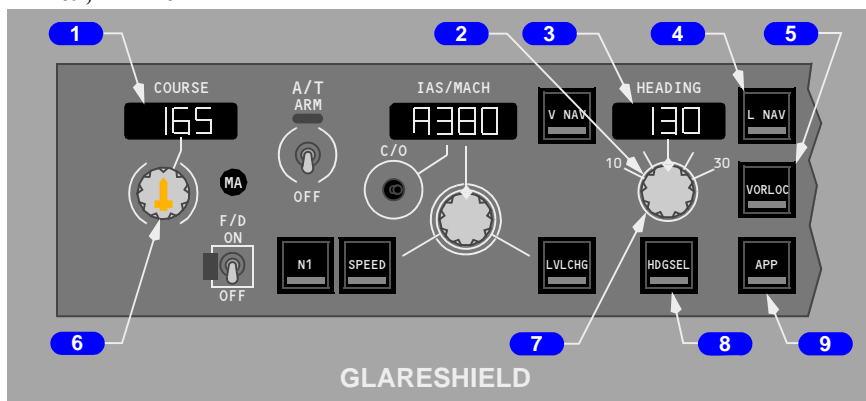 1 2 3 4 5
COURSE A/T ARM IAS/MACH HEADING
165 A380 V NAV 130 L NAV
C/O 10 30
MA OFF VORLOC
F/D ON
N1 SPEED LVLCHG HDGSEL APP
OFF
6 7 8 9
GLARESHIELD